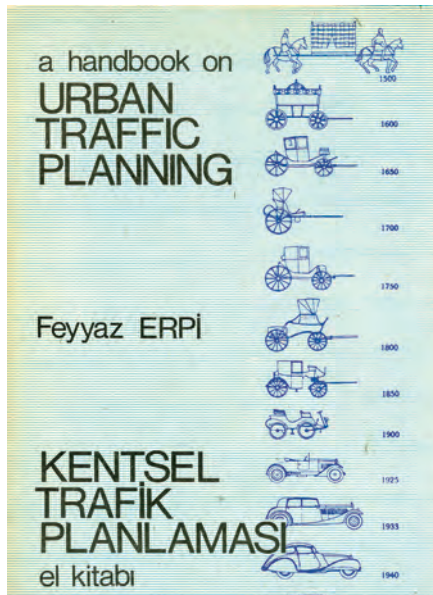 a handbook on
URBAN
TRAFFIC
PLANNING
Feyyaz ERPİ
KENTSEL
TRAFİK
PLANLAMASI
el kitabı
1500
1600
1650
1700
1750
1800
1850
1900
1925
1935
1940